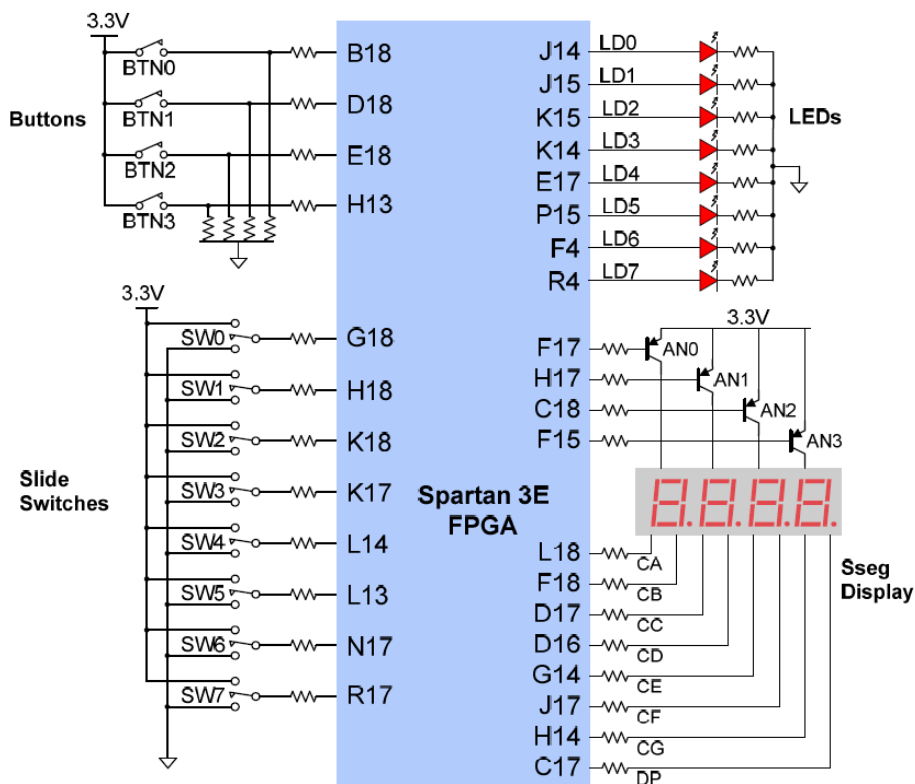 3.3V
BTN0
B18
BTN1
D18
BTN2
E18
BTN3
H13
Buttons
3.3V
SW0
G18
SW1
H18
SW2
K18
SW3
K17
SW4
L14
SW5
L13
SW6
N17
SW7
R17
Slide
Switches
Spartan 3E
FPGA
J14 LD0
J15 LD1
K15 LD2
K14 LD3
E17 LD4
P15 LD5
F4 LD6
R4 LD7
LEDs
3.3V
F17 AN0
H17 AN1
C18 AN2
F15 AN3
8.8.8.8.
L18 CA
F18 CB
D17 CC
D16 CD
G14 CE
J17 CF
H14 CG
C17 DP
Sseg
Display